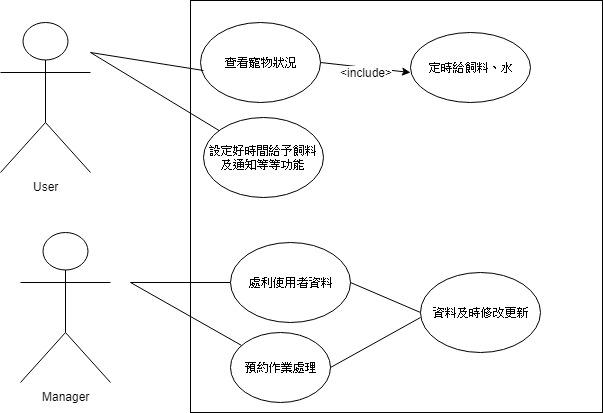 查看寵物狀況
<include>
定時給飼料、水
設定好時間給予飼料
及通知等等功能
User
處利使用者資料
資料及時修改更新
預約作業處理
Manager